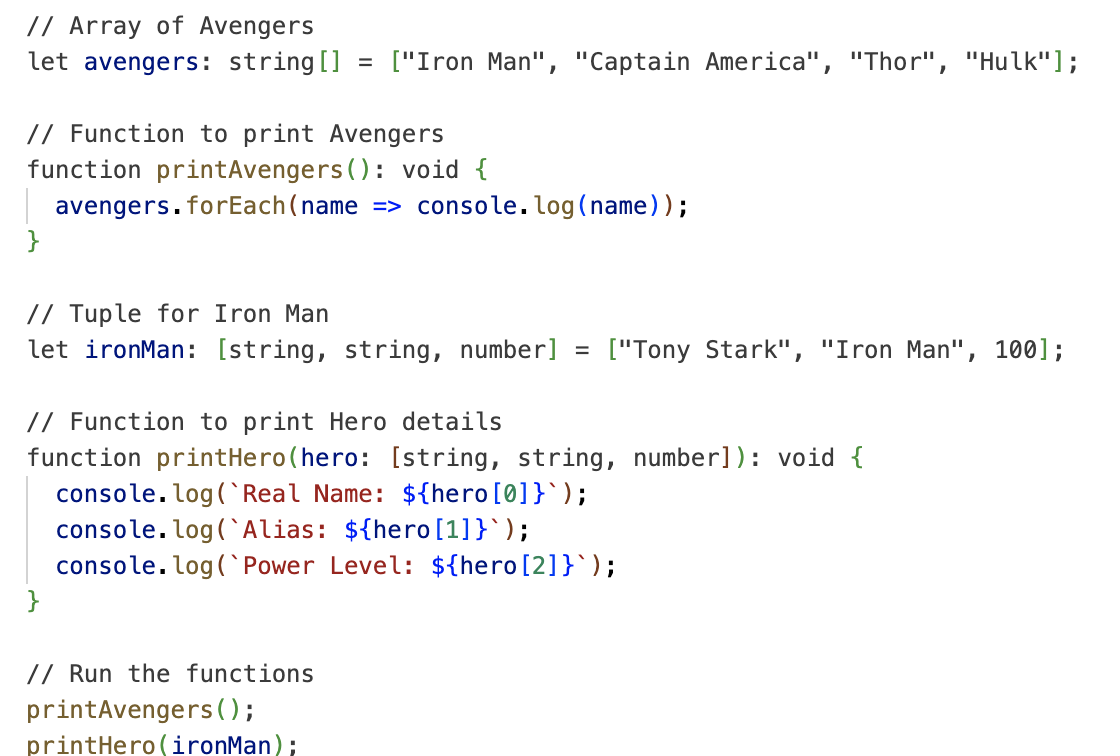 // Array of Avengers
let avengers: string[] = ["Iron Man", "Captain America", "Thor", "Hulk"];
// Function to print Avengers
function printAvengers(): void {
avengers.forEach(name => console.log(name));
}
// Tuple for Iron Man
let ironMan: [string, string, number] = ["Tony Stark", "Iron Man", 100];
// Function to print Hero details
function printHero(hero: [string, string, number]): void {
console.log(`Real Name: ${hero[0]}`);
console.log(`Alias: ${hero[1]}`);
console.log(`Power Level: ${hero[2]}`);
}
// Run the functions
printAvengers();
printHero(ironMan);